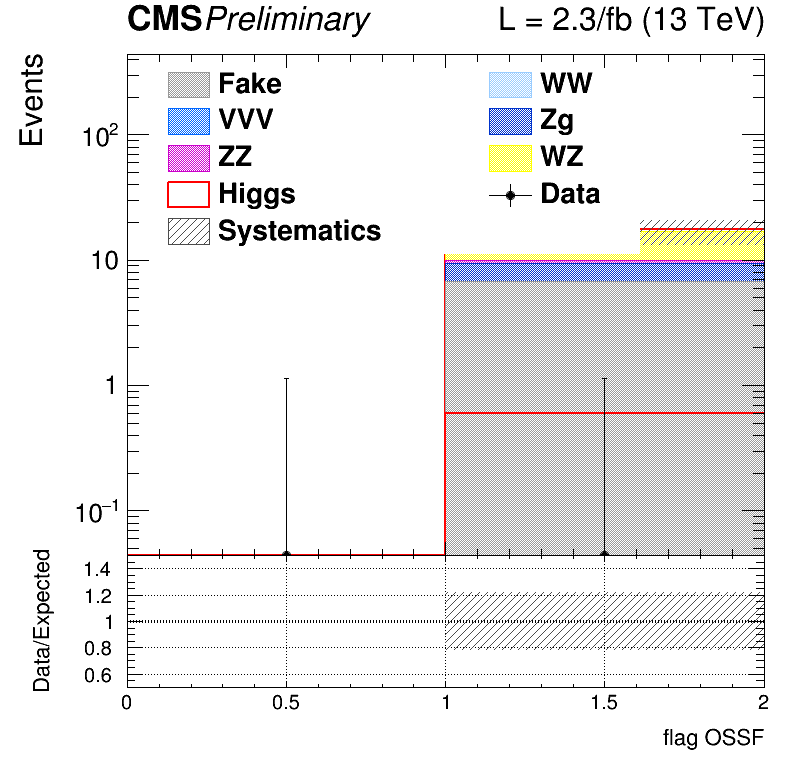 CMS Preliminary L = 2.3/fb (13 TeV)
Events
Fake WW
VVV Zg
ZZ WZ
Higgs Data
Systematics
10²
10
1
10⁻¹
Data/Expected
1.4
1.2
1
0.8
0.6
0 0.5 1 1.5 2
flag OSSF